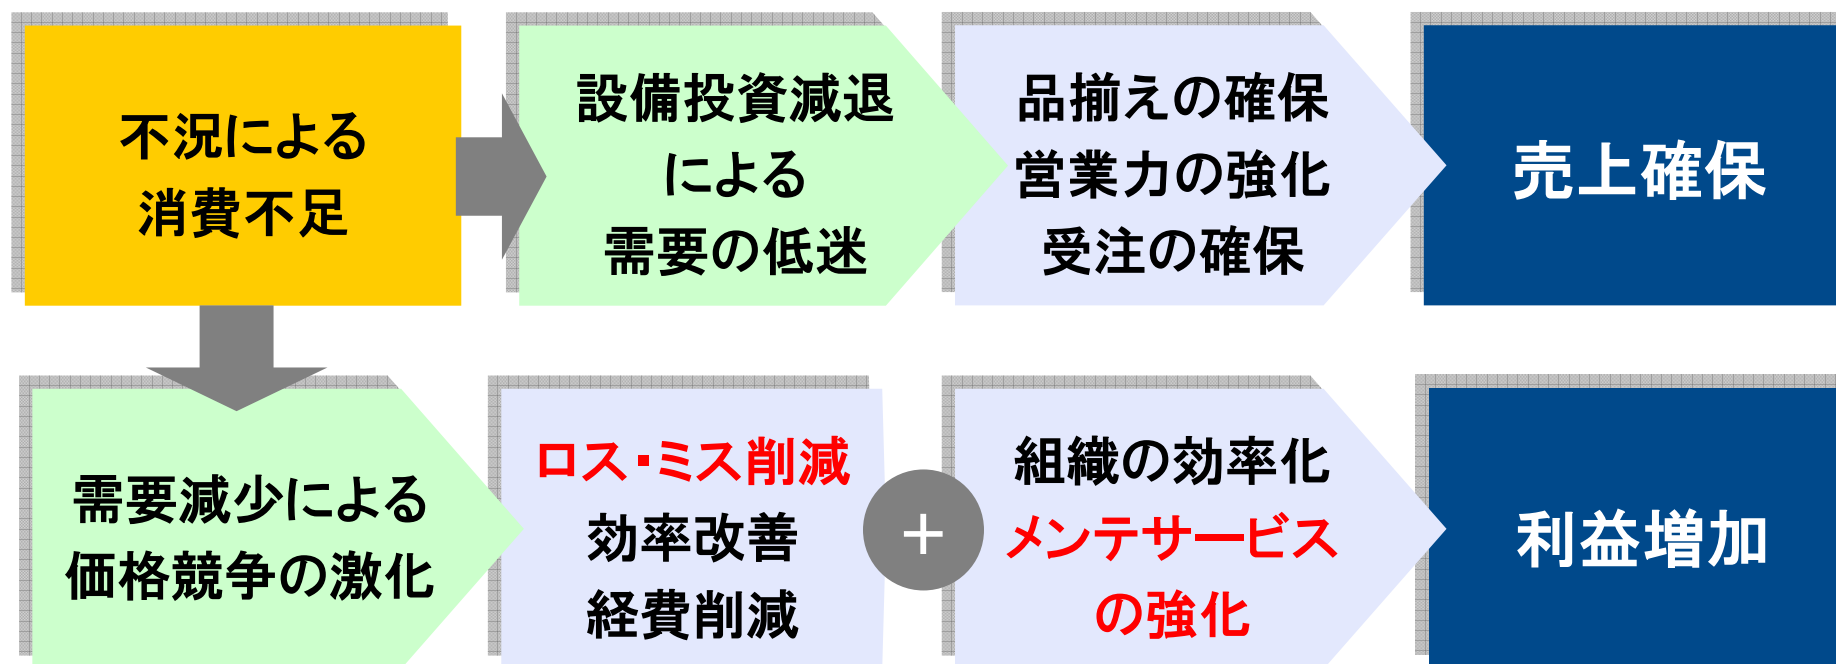 不況による
消費不足
設備投資減退
による
需要の低迷
品揃えの確保
営業力の強化
受注の確保
売上確保
需要減少による
価格競争の激化
ロス・ミス削減
効率改善
経費削減
+
組織の効率化
メンテサービス
の強化
利益増加